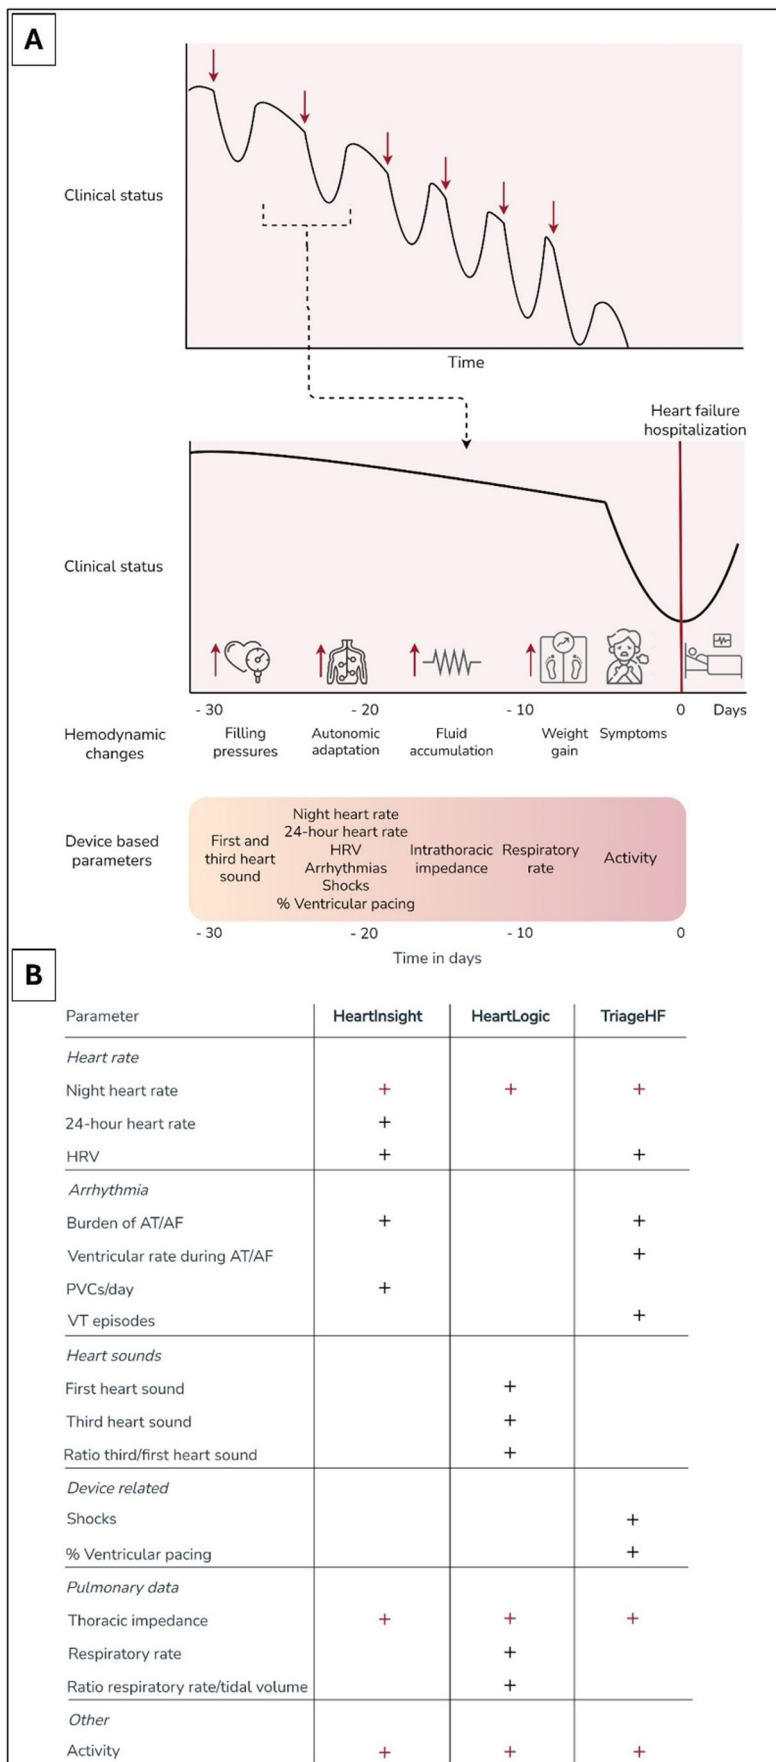 A
Clinical status
Time
Heart failure
hospitalization
Clinical status
- 30 - 20 - 10 0 Days
Hemodynamic
changes
Filling
pressures
Autonomic
adaptation
Fluid
accumulation
Weight
gain
Symptoms
Device based
parameters
First and
third heart
sound
Night heart rate
24-hour heart rate
HRV
Arrhythmias
Shocks
% Ventricular pacing
Intrathoracic
impedance
Respiratory
rate
Activity
- 30 - 20 - 10 0
Time in days
B
Parameter HeartInsight HeartLogic TriageHF
Heart rate
Night heart rate + + +
24-hour heart rate +
HRV + +
Arrhythmia
Burden of AT/AF + +
Ventricular rate during AT/AF +
PVCs/day +
VT episodes +
Heart sounds
First heart sound +
Third heart sound +
Ratio third/first heart sound +
Device related
Shocks +
% Ventricular pacing +
Pulmonary data
Thoracic impedance + + +
Respiratory rate +
Ratio respiratory rate/tidal volume +
Other
Activity + + +